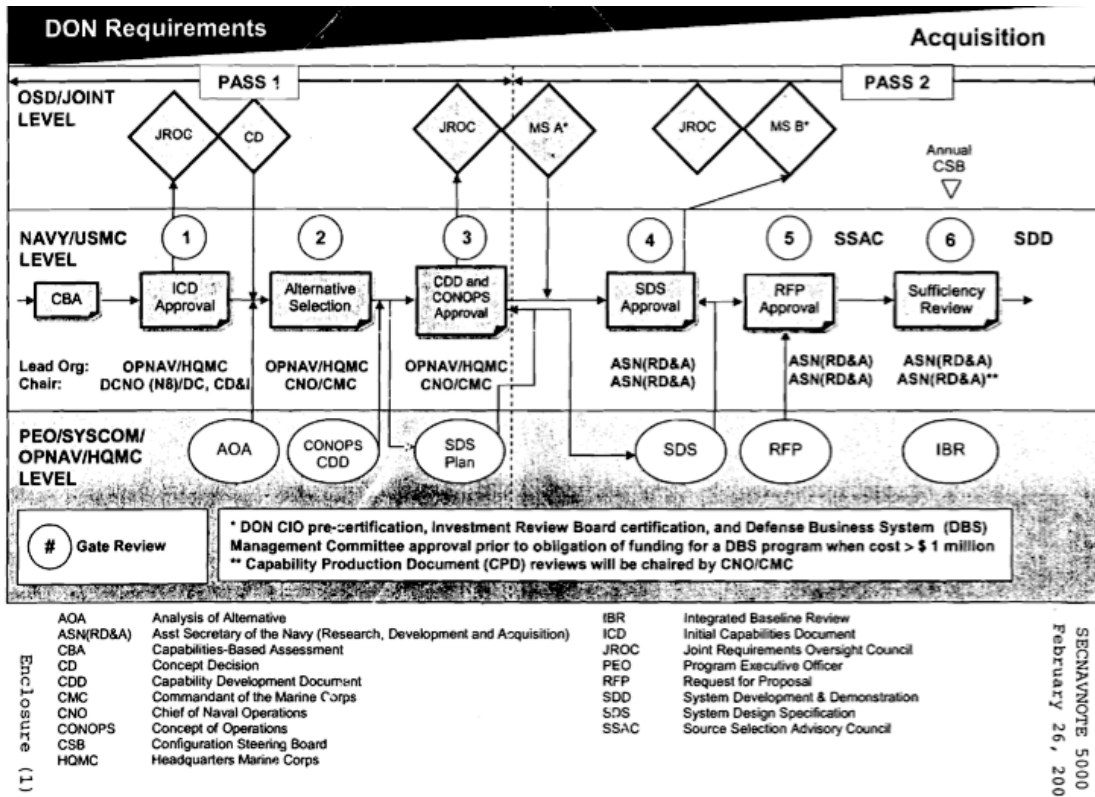 DON Requirements
Acquisition
PASS 1
PASS 2
OSD/JOINT
LEVEL
JROC
CD
JROC
MS A*
JROC
MS B*
Annual
CSB
NAVY/USMC
LEVEL
1
2
3
4
5
SSAC
6
SDD
CBA
ICD
Approval
Alternative
Selection
CDD and
CONOPS
Approval
SDS
Approval
RFP
Approval
Sufficiency
Review
Lead Org:
Chair:
OPNAV/HQMC
DCNO (N8)/DC, CD&I
OPNAV/HQMC
CNO/CMC
OPNAV/HQMC
CNO/CMC
ASN(RD&A)
ASN(RD&A)
ASN(RD&A)
ASN(RD&A)
ASN(RD&A)
ASN(RD&A)**
PEO/SYSCOM/
OPNAV/HQMC
LEVEL
AOA
CONOPS
CDD
SDS
Plan
SDS
RFP
IBR
# Gate Review
* DON CIO pre-certification, Investment Review Board certification, and Defense Business System (DBS)
Management Committee approval prior to obligation of funding for a DBS program when cost > $ 1 million
** Capability Production Document (CPD) reviews will be chaired by CNO/CMC
AOA Analysis of Alternative
ASN(RD&A) Asst Secretary of the Navy (Research, Development and Acquisition)
CBA Capabilities-Based Assessment
CD Concept Decision
CDD Capability Development Document
CMC Commandant of the Marine Corps
CNO Chief of Naval Operations
CONOPS Concept of Operations
CSB Configuration Steering Board
HQMC Headquarters Marine Corps
IBR Integrated Baseline Review
ICD Initial Capabilities Document
JROC Joint Requirements Oversight Council
PEO Program Executive Officer
RFP Request for Proposal
SDD System Development & Demonstration
SDS System Design Specification
SSAC Source Selection Advisory Council
Enclosure (1)
SECNAVNOTE 5000
February 26, 200